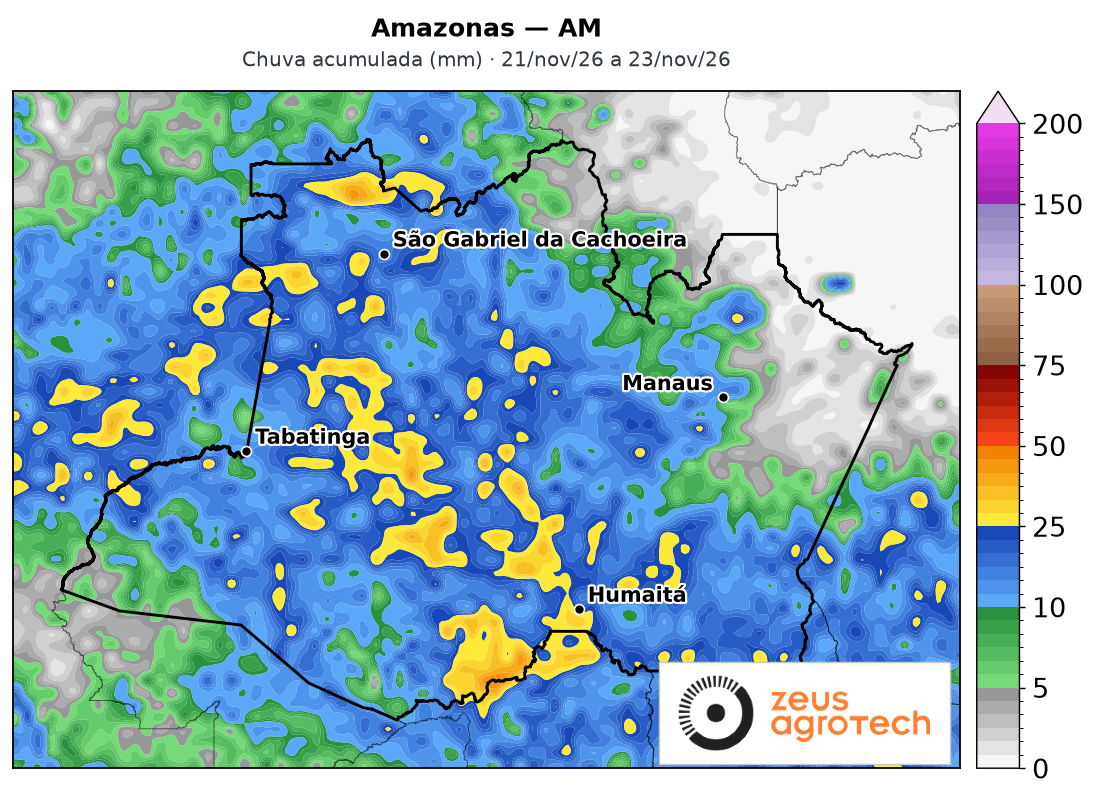 Amazonas — AM
Chuva acumulada (mm) · 21/nov/26 a 23/nov/26
São Gabriel da Cachoeira
Manaus
Tabatinga
Humaitá
200
150
100
75
50
25
10
5
0
zeus
agrotech